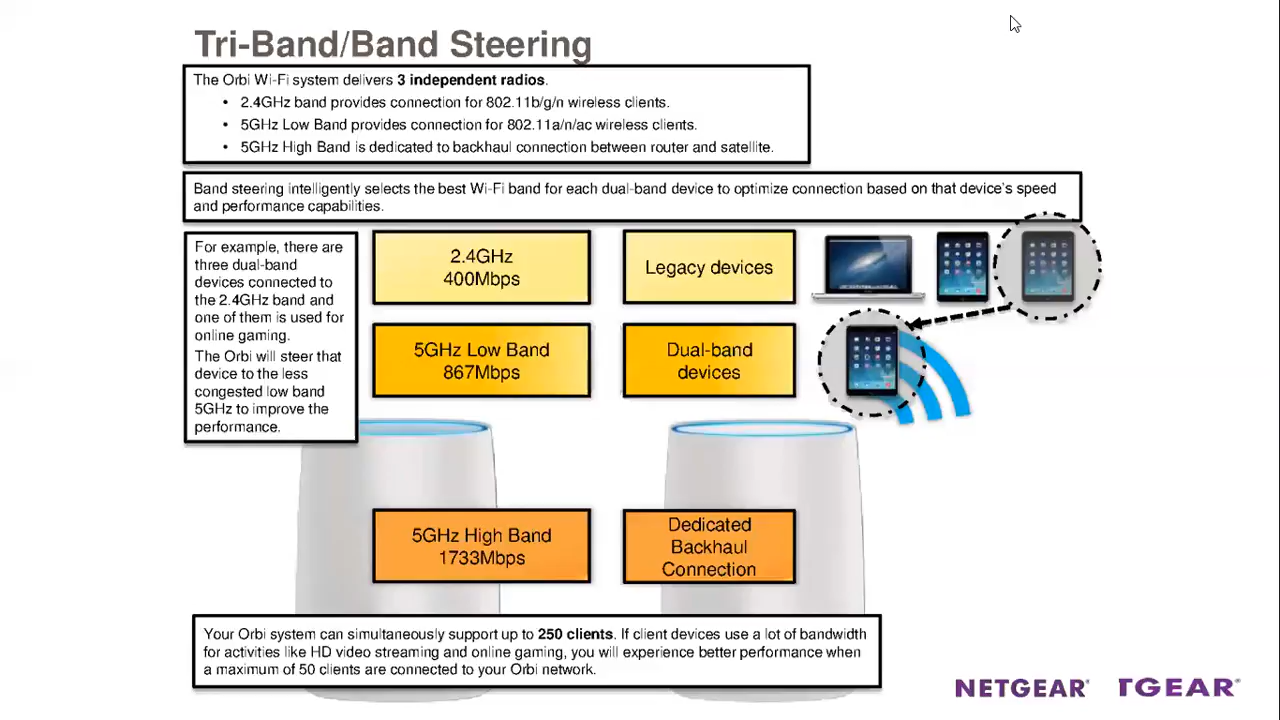 Tri-Band/Band Steering
The Orbi Wi-Fi system delivers 3 independent radios.
• 2.4GHz band provides connection for 802.11b/g/n wireless clients.
• 5GHz Low Band provides connection for 802.11a/n/ac wireless clients.
• 5GHz High Band is dedicated to backhaul connection between router and satellite.
Band steering intelligently selects the best Wi-Fi band for each dual-band device to optimize connection based on that device's speed
and performance capabilities.
For example, there are
three dual-band
devices connected to
the 2.4GHz band and
one of them is used for
online gaming.
The Orbi will steer that
device to the less
congested low band
5GHz to improve the
performance.
2.4GHz
400Mbps
Legacy devices
5GHz Low Band
867Mbps
Dual-band
devices
5GHz High Band
1733Mbps
Dedicated
Backhaul
Connection
Your Orbi system can simultaneously support up to 250 clients. If client devices use a lot of bandwidth
for activities like HD video streaming and online gaming, you will experience better performance when
a maximum of 50 clients are connected to your Orbi network.
NETGEAR®
TGEAR®